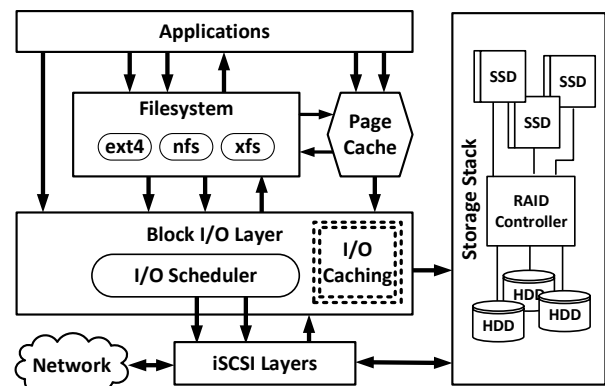 Applications
Filesystem
ext4 nfs xfs
Page
Cache
Block I/O Layer
I/O Scheduler
I/O
Caching
iSCSI Layers
Network
Storage Stack
SSD
SSD
SSD
RAID
Controller
HDD
HDD
HDD